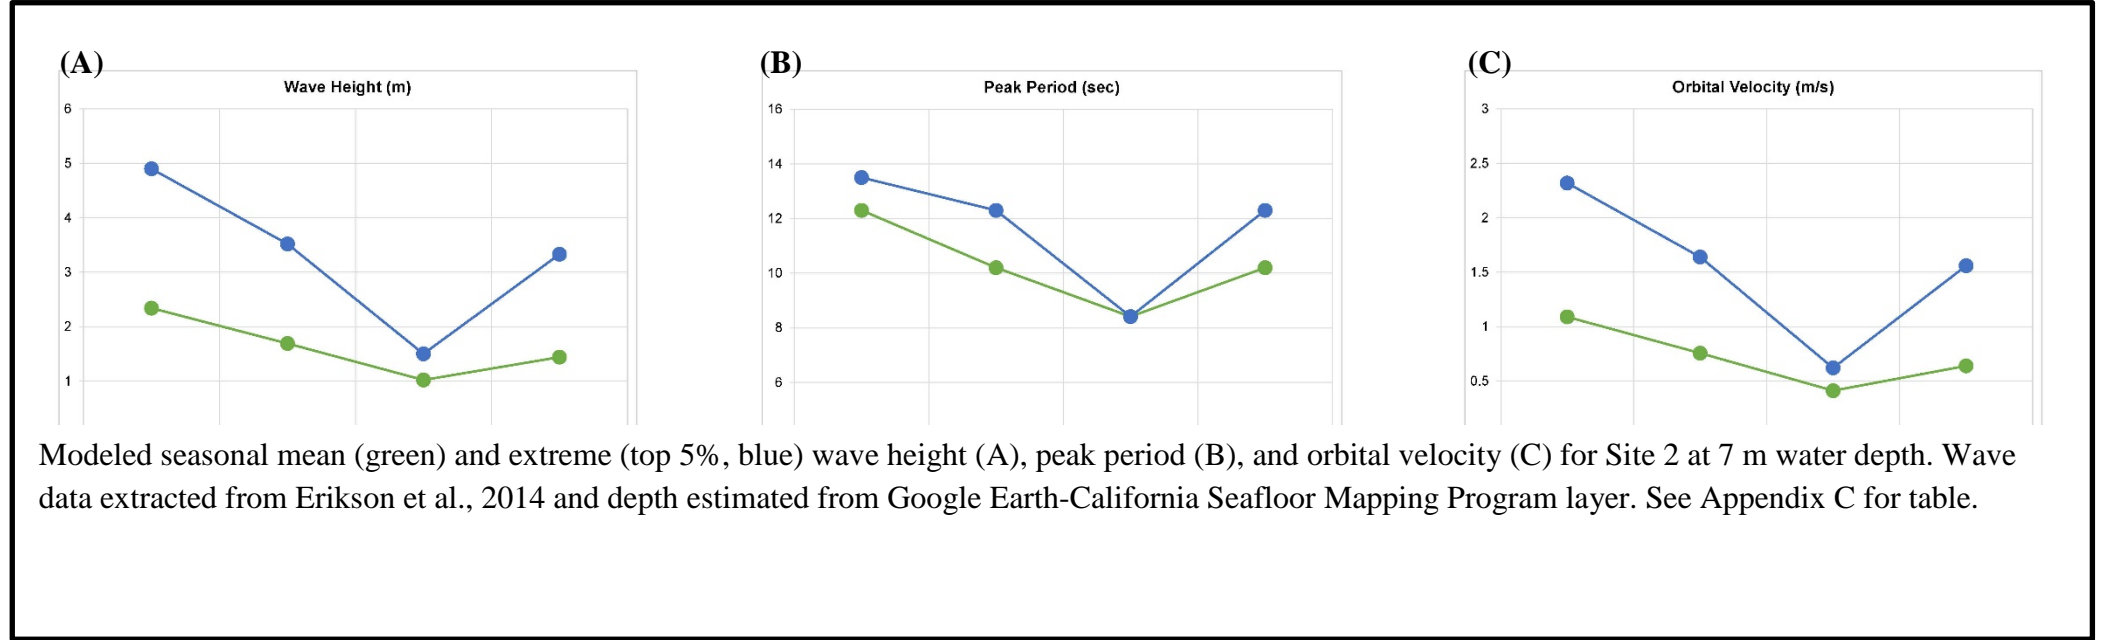 (A)
Wave Height (m)
6
5
4
3
2
1
(B)
Peak Period (sec)
16
14
12
10
8
6
(C)
Orbital Velocity (m/s)
3
2.5
2
1.5
1
0.5
Modeled seasonal mean (green) and extreme (top 5%, blue) wave height (A), peak period (B), and orbital velocity (C) for Site 2 at 7 m water depth. Wave
data extracted from Erikson et al., 2014 and depth estimated from Google Earth-California Seafloor Mapping Program layer. See Appendix C for table.